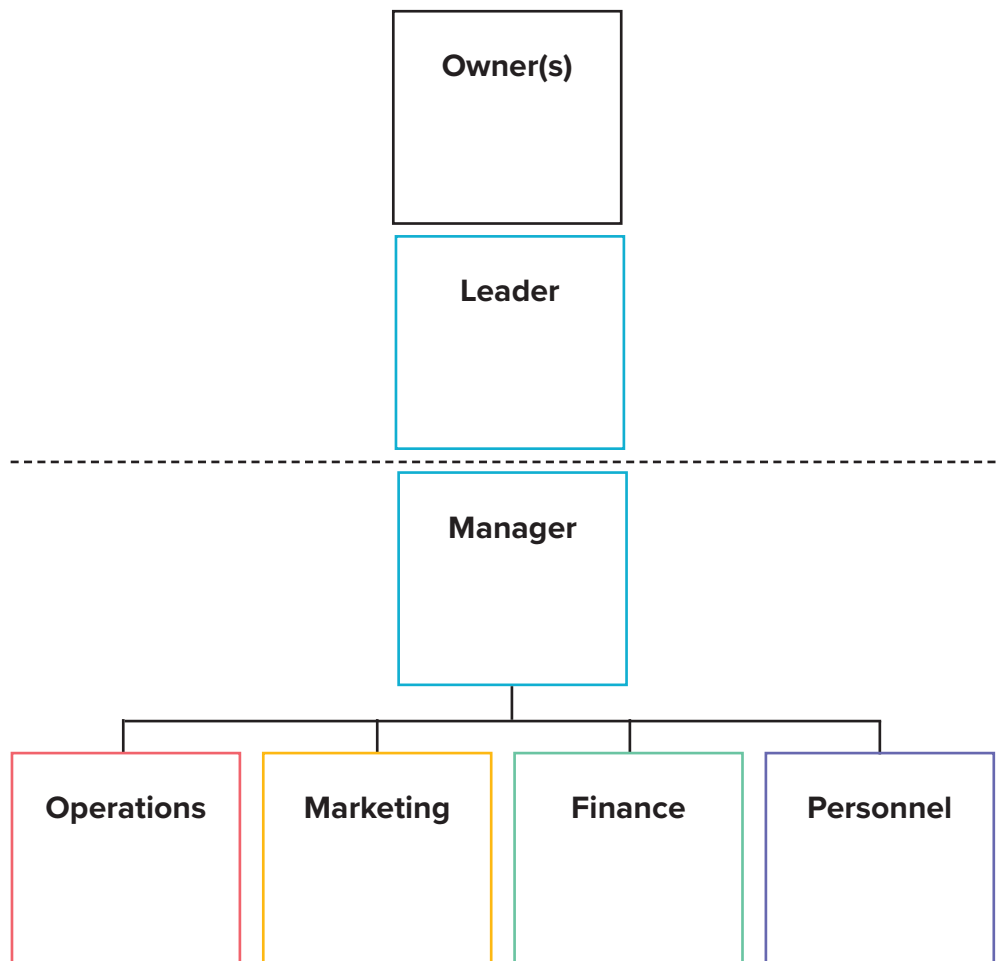 Owner(s)
Leader
Manager
Operations
Marketing
Finance
Personnel